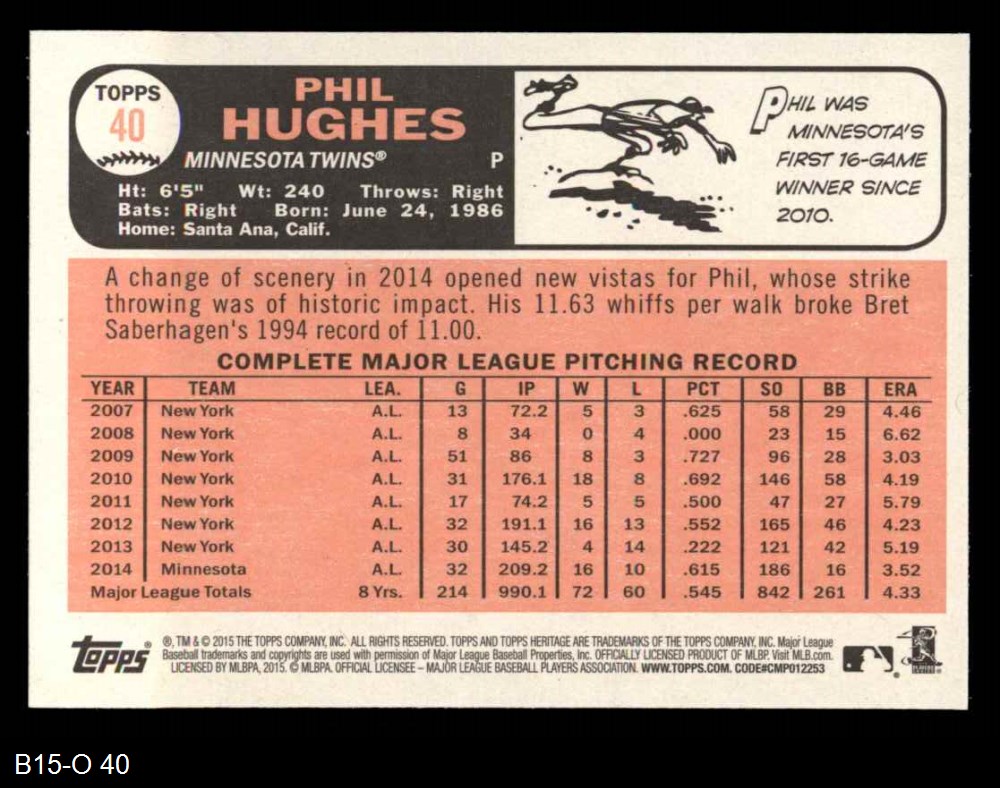 TOPPS
40
PHIL
HUGHES
MINNESOTA TWINS® P
Ht: 6'5" Wt: 240 Throws: Right
Bats: Right Born: June 24, 1986
Home: Santa Ana, Calif.
PHIL WAS
MINNESOTA'S
FIRST 16-GAME
WINNER SINCE
2010.
A change of scenery in 2014 opened new vistas for Phil, whose strike
throwing was of historic impact. His 11.63 whiffs per walk broke Bret
Saberhagen's 1994 record of 11.00.
COMPLETE MAJOR LEAGUE PITCHING RECORD
YEAR TEAM LEA. G IP W L PCT SO BB ERA
2007 New York A.L. 13 72.2 5 3 .625 58 29 4.46
2008 New York A.L. 8 34 0 4 .000 23 15 6.62
2009 New York A.L. 51 86 8 3 .727 96 28 3.03
2010 New York A.L. 31 176.1 18 8 .692 146 58 4.19
2011 New York A.L. 17 74.2 5 5 .500 47 27 5.79
2012 New York A.L. 32 191.1 16 13 .552 165 46 4.23
2013 New York A.L. 30 145.2 4 14 .222 121 42 5.19
2014 Minnesota A.L. 32 209.2 16 10 .615 186 16 3.52
Major League Totals 8 Yrs. 214 990.1 72 60 .545 842 261 4.33
Topps
®, TM & © 2015 THE TOPPS COMPANY, INC. ALL RIGHTS RESERVED. TOPPS AND TOPPS HERITAGE ARE TRADEMARKS OF THE TOPPS COMPANY, INC. Major League
Baseball trademarks and copyrights are used with permission of Major League Baseball Properties, Inc. OFFICIALLY LICENSED PRODUCT OF MLBP. Visit MLB.com.
LICENSED BY MLBPA, 2015. © MLBPA. OFFICIAL LICENSEE – MAJOR LEAGUE BASEBALL PLAYERS ASSOCIATION. WWW.TOPPS.COM. CODE#CMP012253
B15-O 40